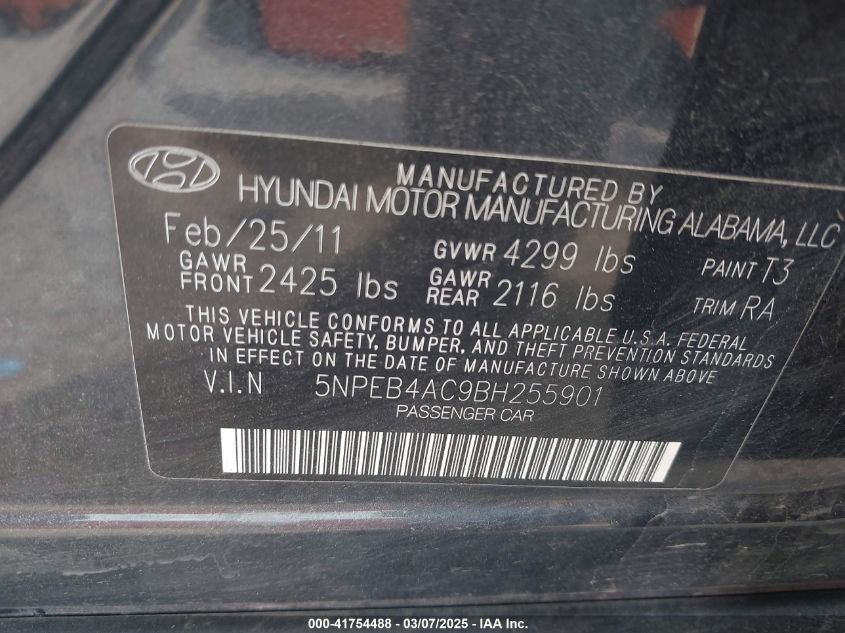 MANUFACTURED BY
HYUNDAI MOTOR MANUFACTURING ALABAMA, LLC
Feb/25/11 GVWR 4299 lbs PAINT T3
GAWR FRONT 2425 lbs GAWR REAR 2116 lbs TRIM RA
THIS VEHICLE CONFORMS TO ALL APPLICABLE U.S.A. FEDERAL
MOTOR VEHICLE SAFETY, BUMPER, AND THEFT PREVENTION STANDARDS
IN EFFECT ON THE DATE OF MANUFACTURE SHOWN ABOVE
V.I.N 5NPEB4AC9BH255901
PASSENGER CAR
000-41754488 - 03/07/2025 - IAA Inc.